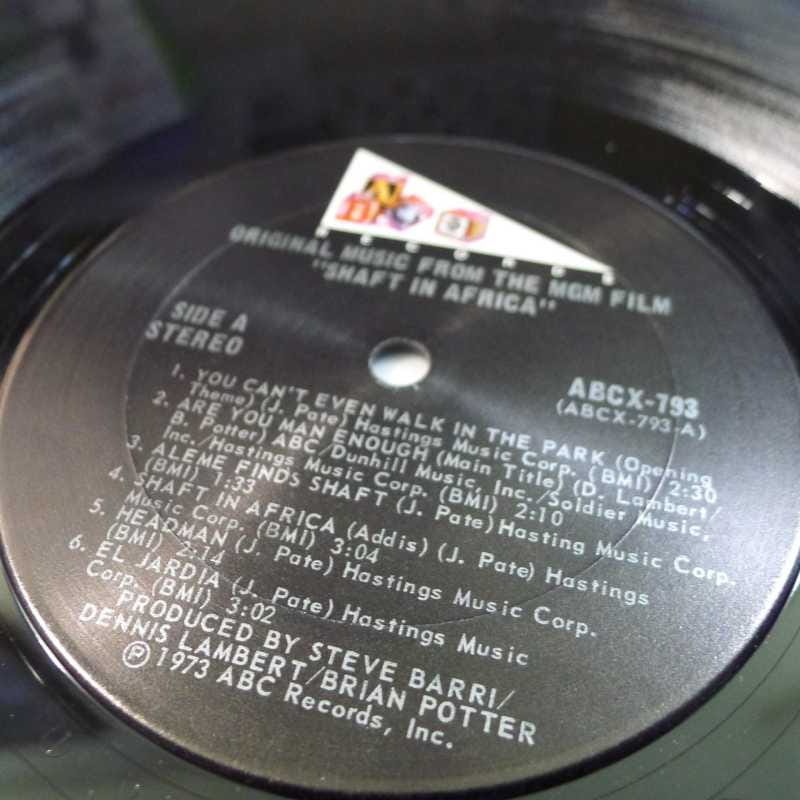 RECORDS
ORIGINAL MUSIC FROM THE MGM FILM
"SHAFT IN AFRICA"
SIDE A
STEREO
ABCX-793
(ABCX-793-A)
1. YOU CAN'T EVEN WALK IN THE PARK (Opening
Theme) (J. Pate) Hastings Music Corp. (BMI) 2:30
2. ARE YOU MAN ENOUGH (Main Title) (D. Lambert/
B. Potter) ABC/Dunhill Music, Inc./Soldier Music,
Inc./Hastings Music Corp. (BMI) 2:10
3. ALEME FINDS SHAFT (J. Pate) Hasting Music Corp.
(BMI) 1:33
4. SHAFT IN AFRICA (Addis) (J. Pate) Hastings
Music Corp. (BMI) 3:04
5. HEADMAN (J. Pate) Hastings Music Corp.
(BMI) 2:14
6. EL JARDIA (J. Pate) Hastings Music
Corp. (BMI) 3:02
PRODUCED BY STEVE BARRI/
DENNIS LAMBERT/BRIAN POTTER
Ⓟ 1973 ABC Records, Inc.